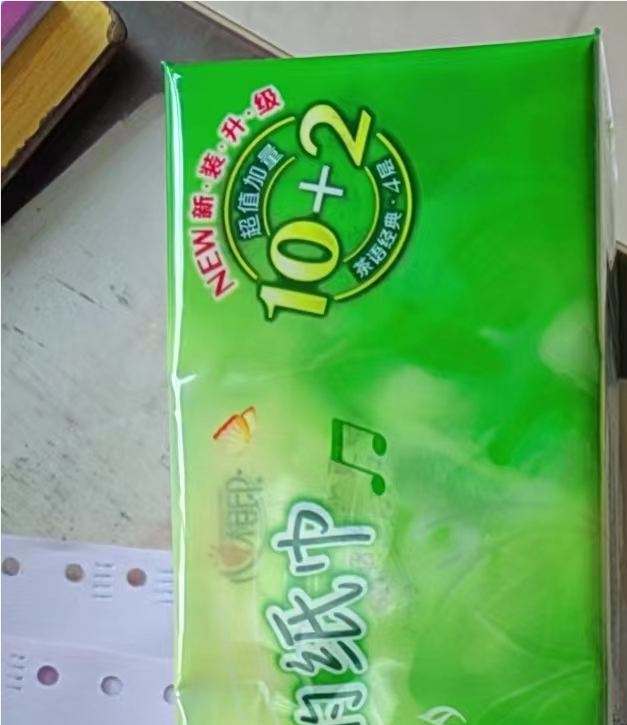 NEW 新·装·升·级
超值加量
10+2
茶语经典·4层
心相印
纸巾